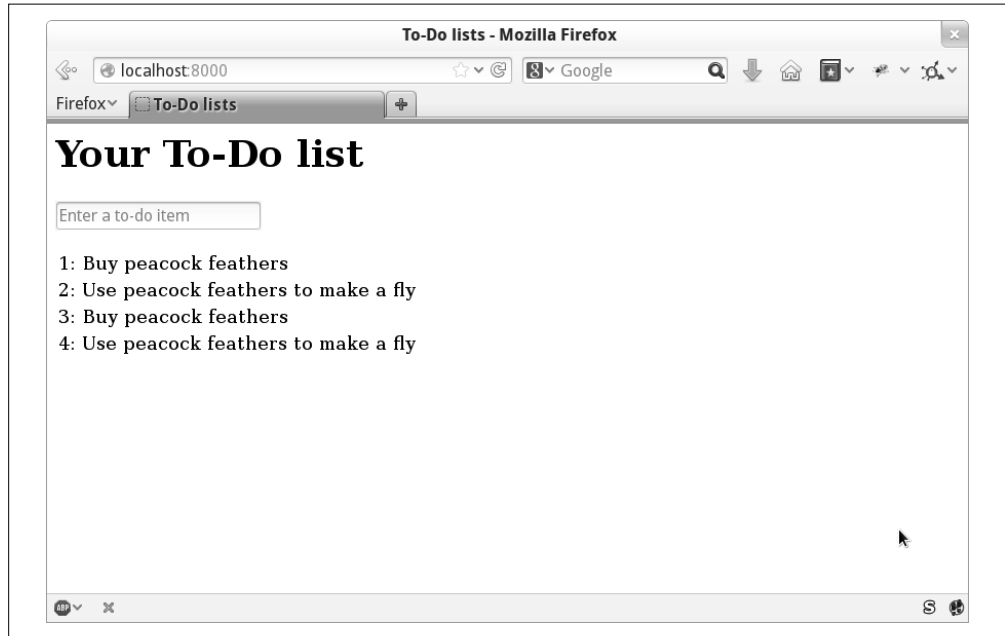 To-Do lists - Mozilla Firefox
localhost:8000
8 Google
Firefox
To-Do lists
Your To-Do list
Enter a to-do item
1: Buy peacock feathers
2: Use peacock feathers to make a fly
3: Buy peacock feathers
4: Use peacock feathers to make a fly
ABP
S